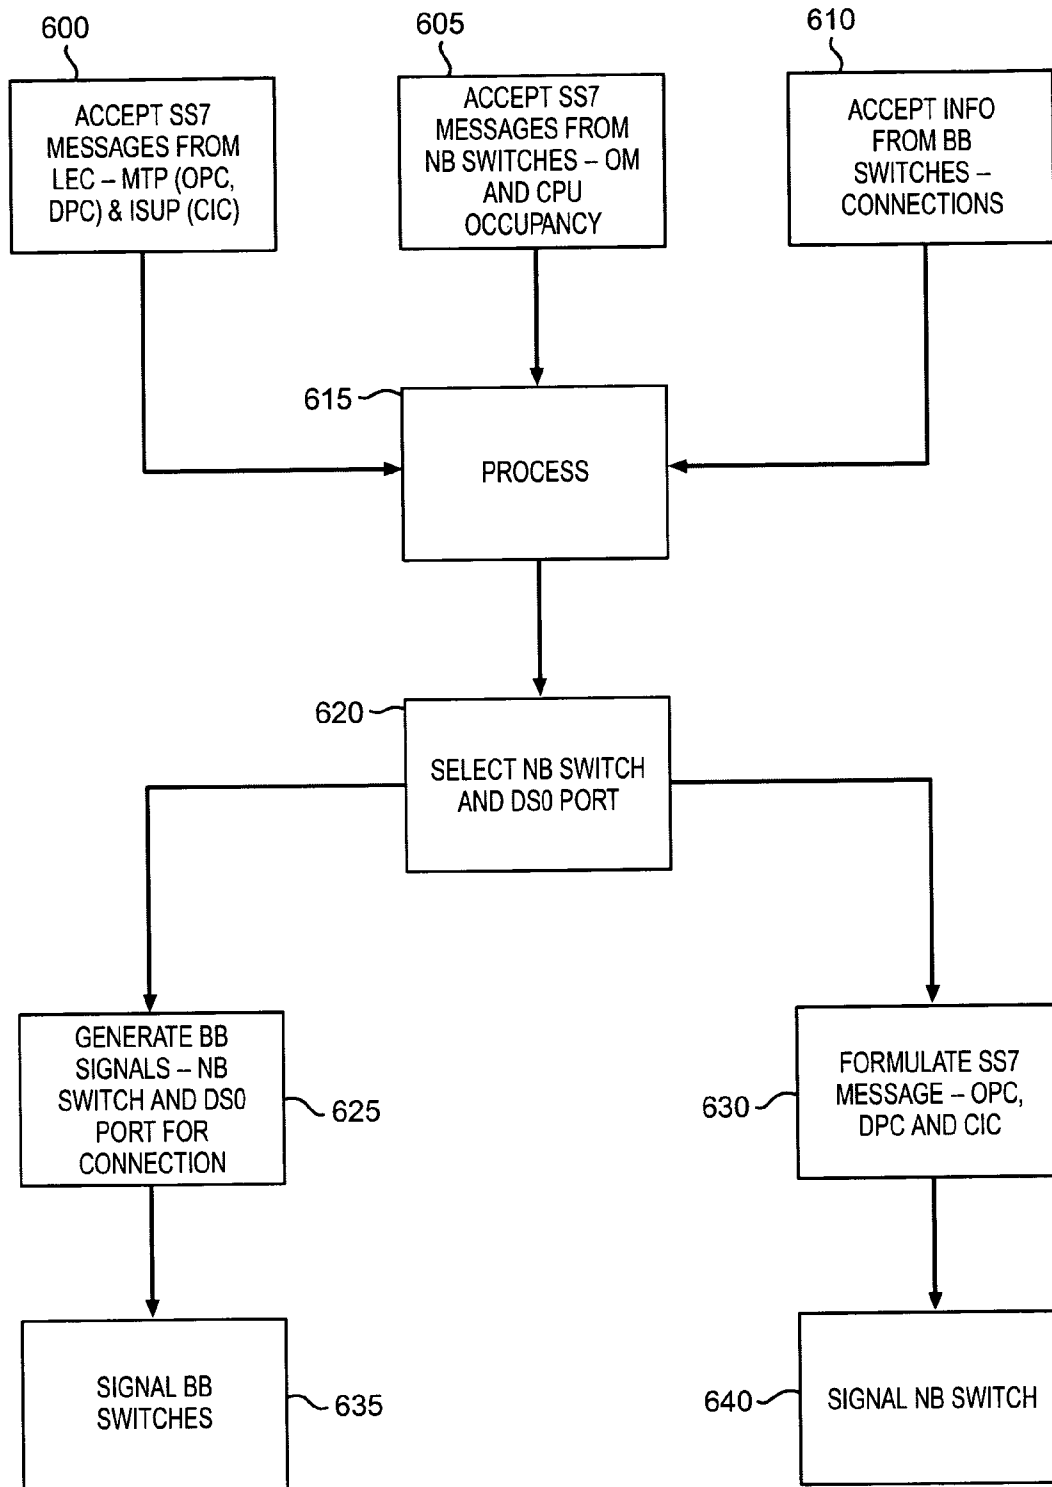 600
ACCEPT SS7
MESSAGES FROM
LEC – MTP (OPC,
DPC) & ISUP (CIC)
605
ACCEPT SS7
MESSAGES FROM
NB SWITCHES – OM
AND CPU
OCCUPANCY
610
ACCEPT INFO
FROM BB
SWITCHES –
CONNECTIONS
615
PROCESS
620
SELECT NB SWITCH
AND DS0 PORT
GENERATE BB
SIGNALS – NB
SWITCH AND DS0
PORT FOR
CONNECTION
625
630
FORMULATE SS7
MESSAGE – OPC,
DPC AND CIC
SIGNAL BB
SWITCHES
635
640
SIGNAL NB SWITCH